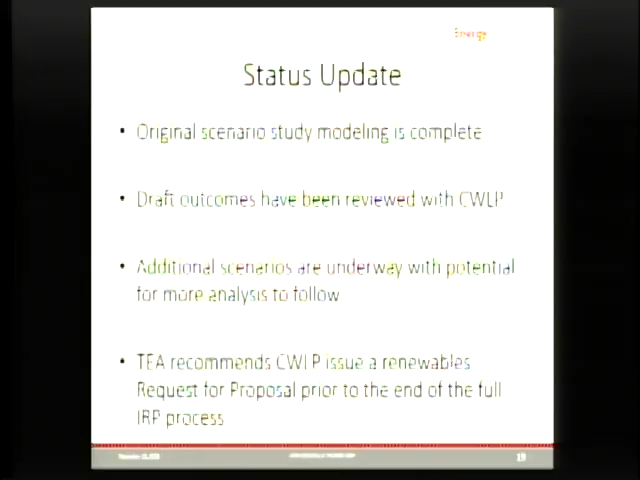 Energy
Status Update
• Original scenario study modeling is complete
• Draft outcomes have been reviewed with CWLP
• Additional scenarios are underway with potential
for more analysis to follow
• TEA recommends CWLP issue a renewables
Request for Proposal prior to the end of the full
IRP process
19